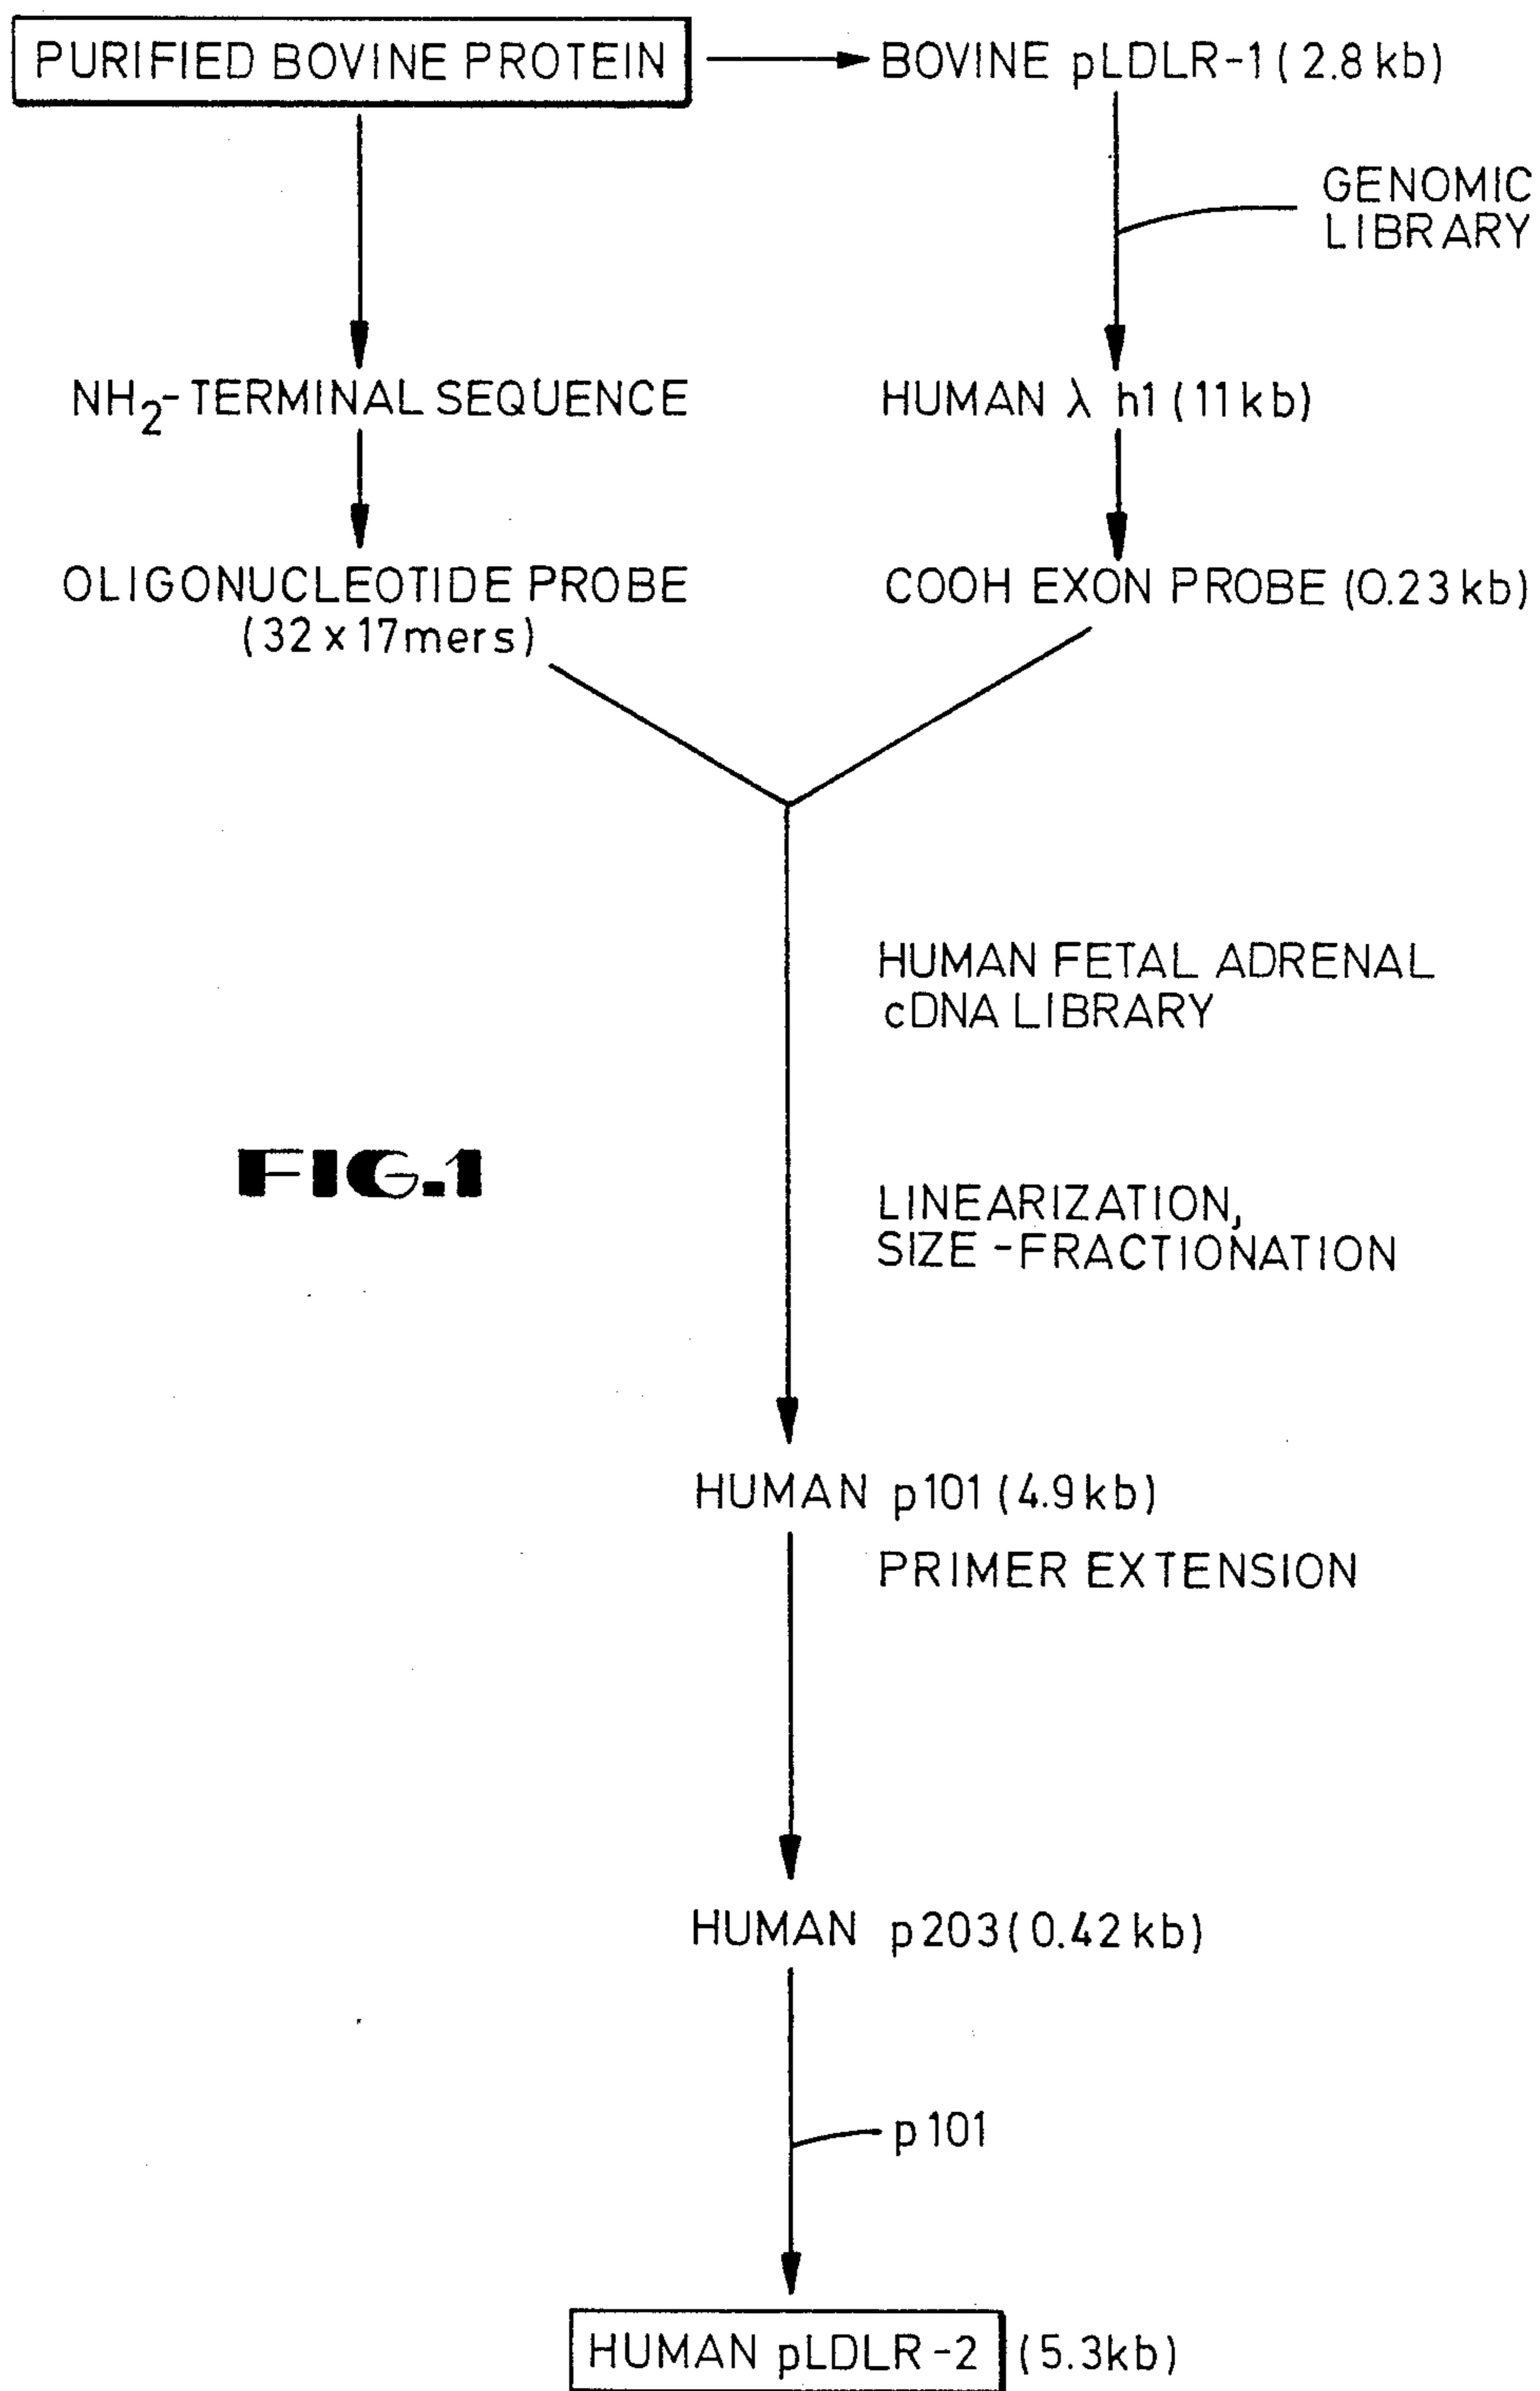 PURIFIED BOVINE PROTEIN
BOVINE pLDLR-1 (2.8 kb)
GENOMIC
LIBRARY
NH2-TERMINAL SEQUENCE
HUMAN λ h1 (11 kb)
OLIGONUCLEOTIDE PROBE
(32 x 17mers)
COOH EXON PROBE (0.23 kb)
HUMAN FETAL ADRENAL
cDNA LIBRARY
FIG.1
LINEARIZATION,
SIZE-FRACTIONATION
HUMAN p101 (4.9 kb)
PRIMER EXTENSION
HUMAN p203 (0.42 kb)
p101
HUMAN pLDLR-2 (5.3kb)